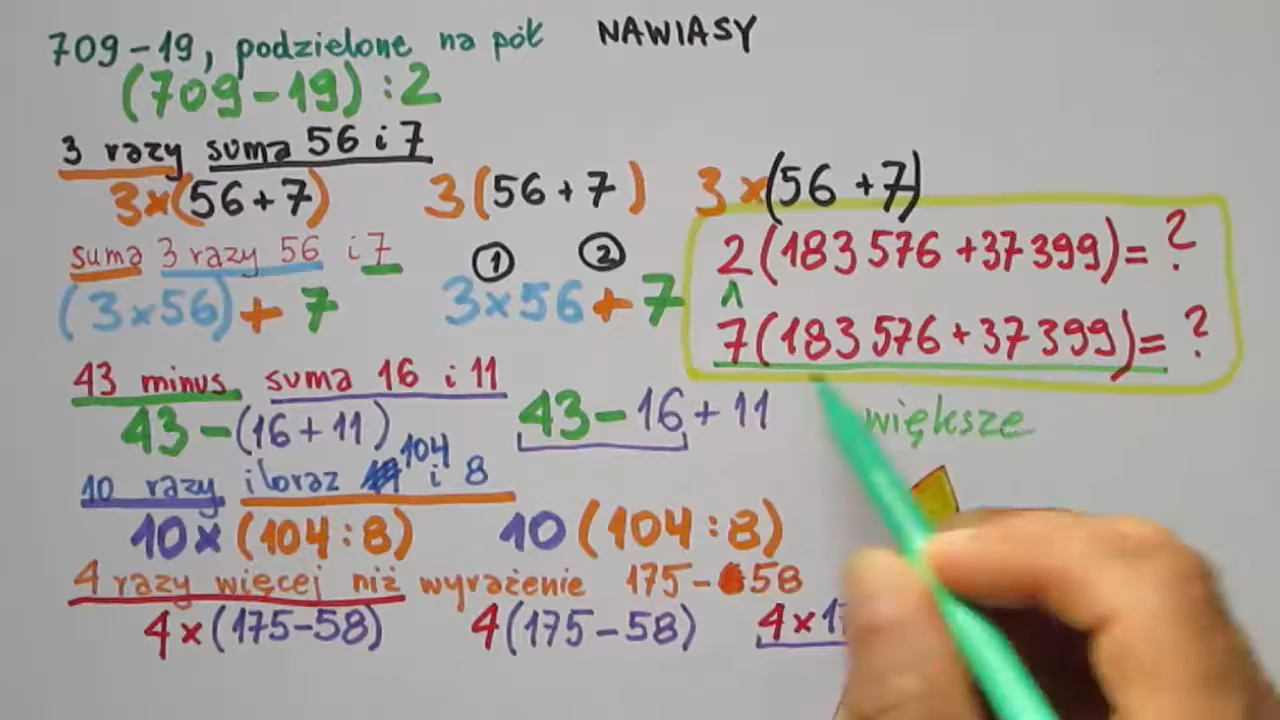 709-19, podzielone na pół NAWIASY
(709-19):2
3 razy suma 56 i 7
3×(56+7) 3(56+7) 3×(56+7)
suma 3 razy 56 i 7
(3×56)+7
1 2
3×56+7
2(183 576+37 399)=?
^
7(183 576+37 399)=?
większe
43 minus suma 16 i 11
43-(16+11) 43-16+11
10 razy iloraz 104 i 8
10×(104:8) 10(104:8)
4 razy więcej niż wyrażenie 175-58
4×(175-58) 4(175-58) 4×1